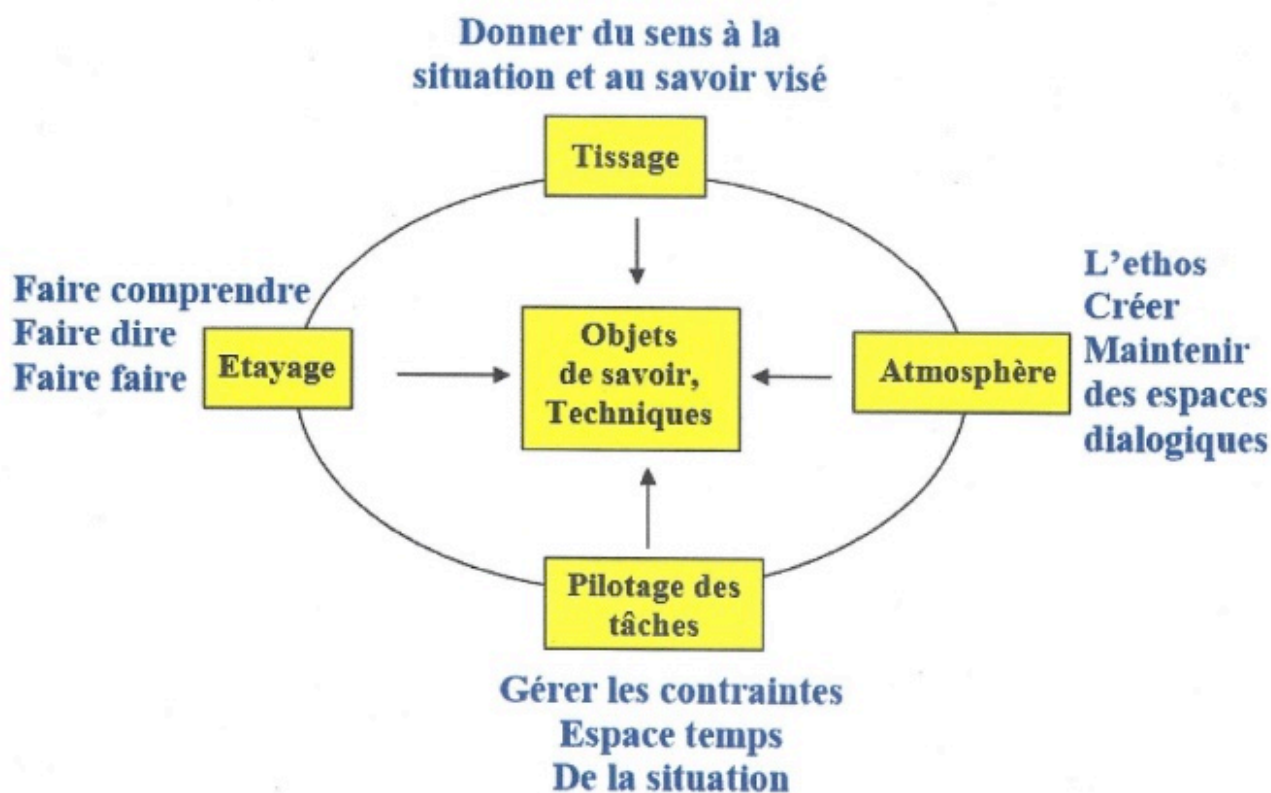 Donner du sens à la
situation et au savoir visé
Tissage
Faire comprendre
Faire dire
Faire faire
Etayage
Objets
de savoir,
Techniques
Atmosphère
L'ethos
Créer
Maintenir
des espaces
dialogiques
Pilotage des
tâches
Gérer les contraintes
Espace temps
De la situation